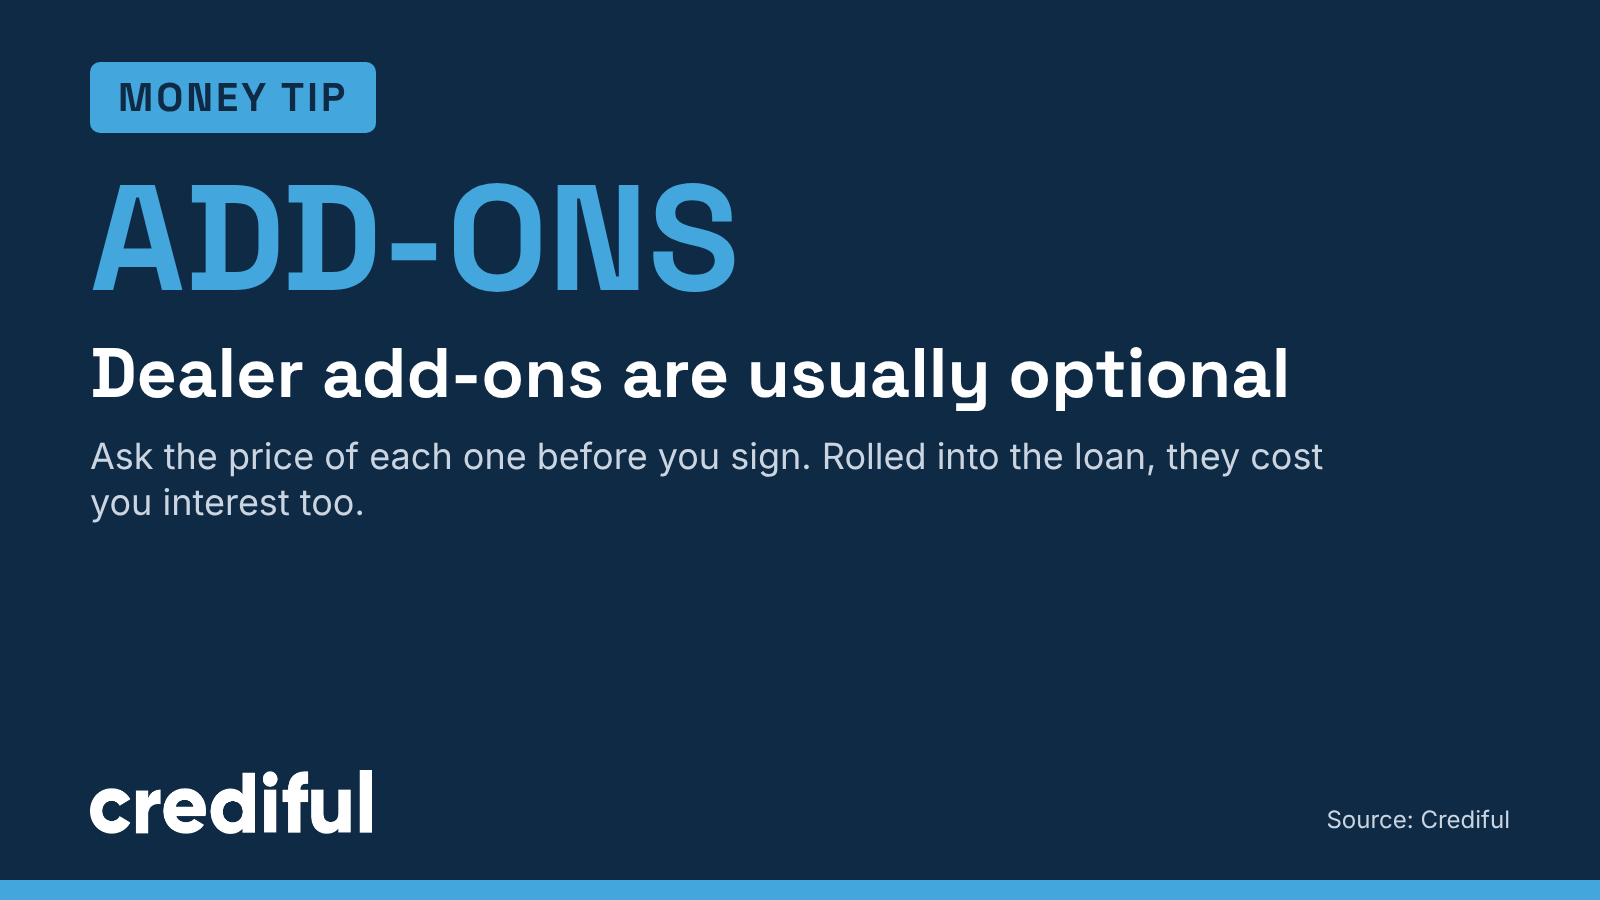 MONEY TIP
ADD-ONS
Dealer add-ons are usually optional
Ask the price of each one before you sign. Rolled into the loan, they cost
you interest too.
crediful
Source: Crediful